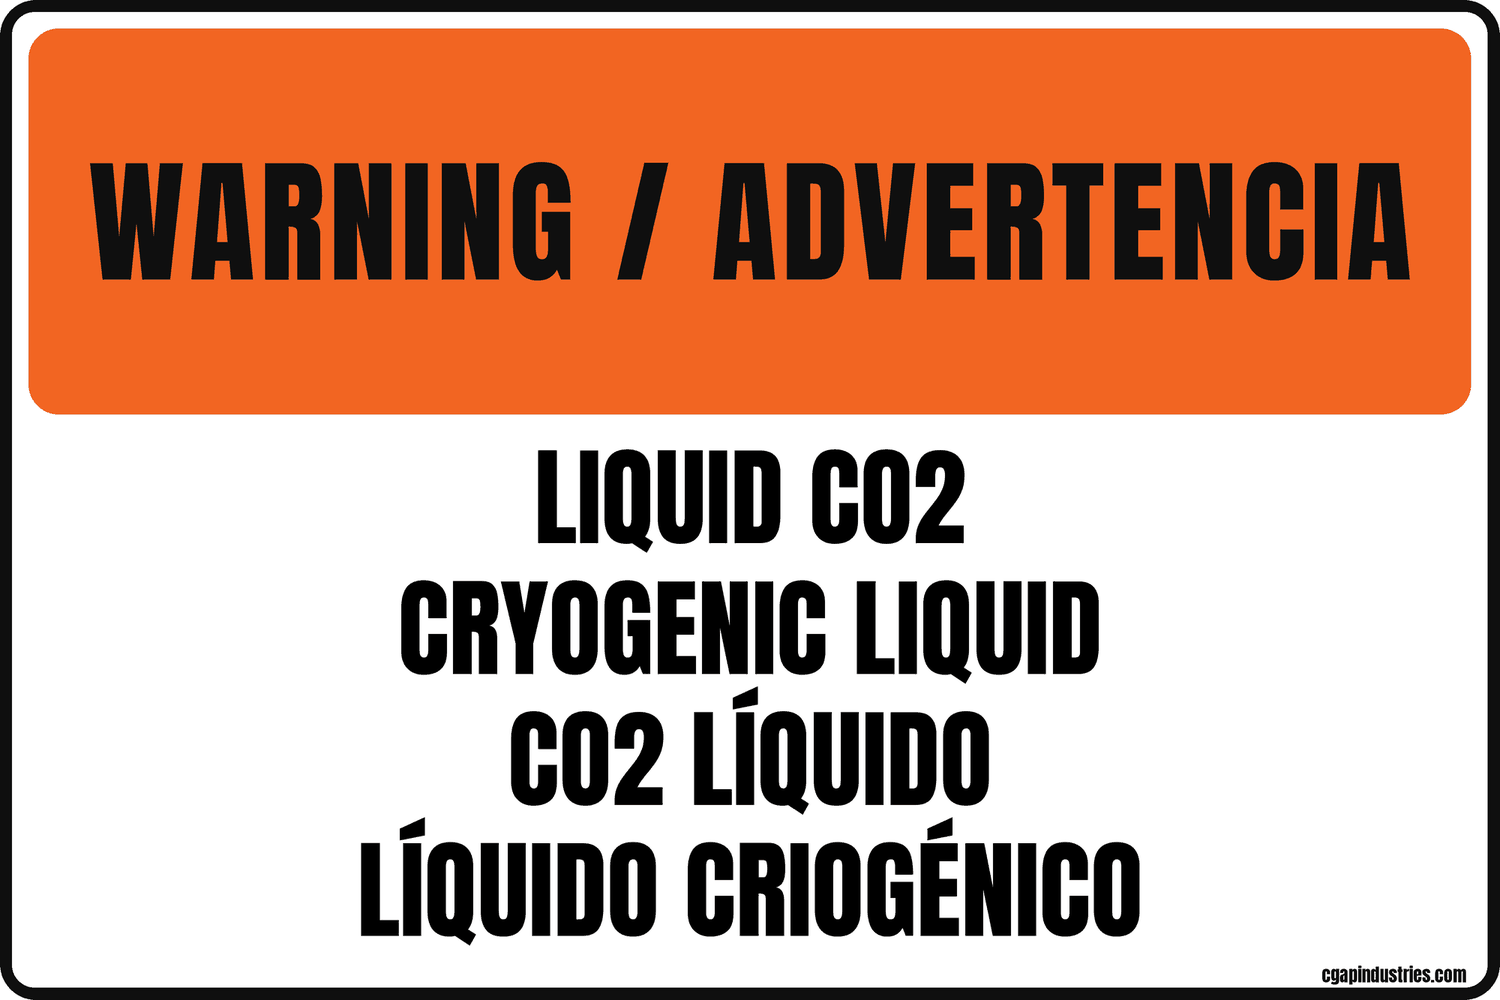 WARNING / ADVERTENCIA
LIQUID CO2
CRYOGENIC LIQUID
CO2 LÍQUIDO
LÍQUIDO CRIOGÉNICO
cgapindustries.com